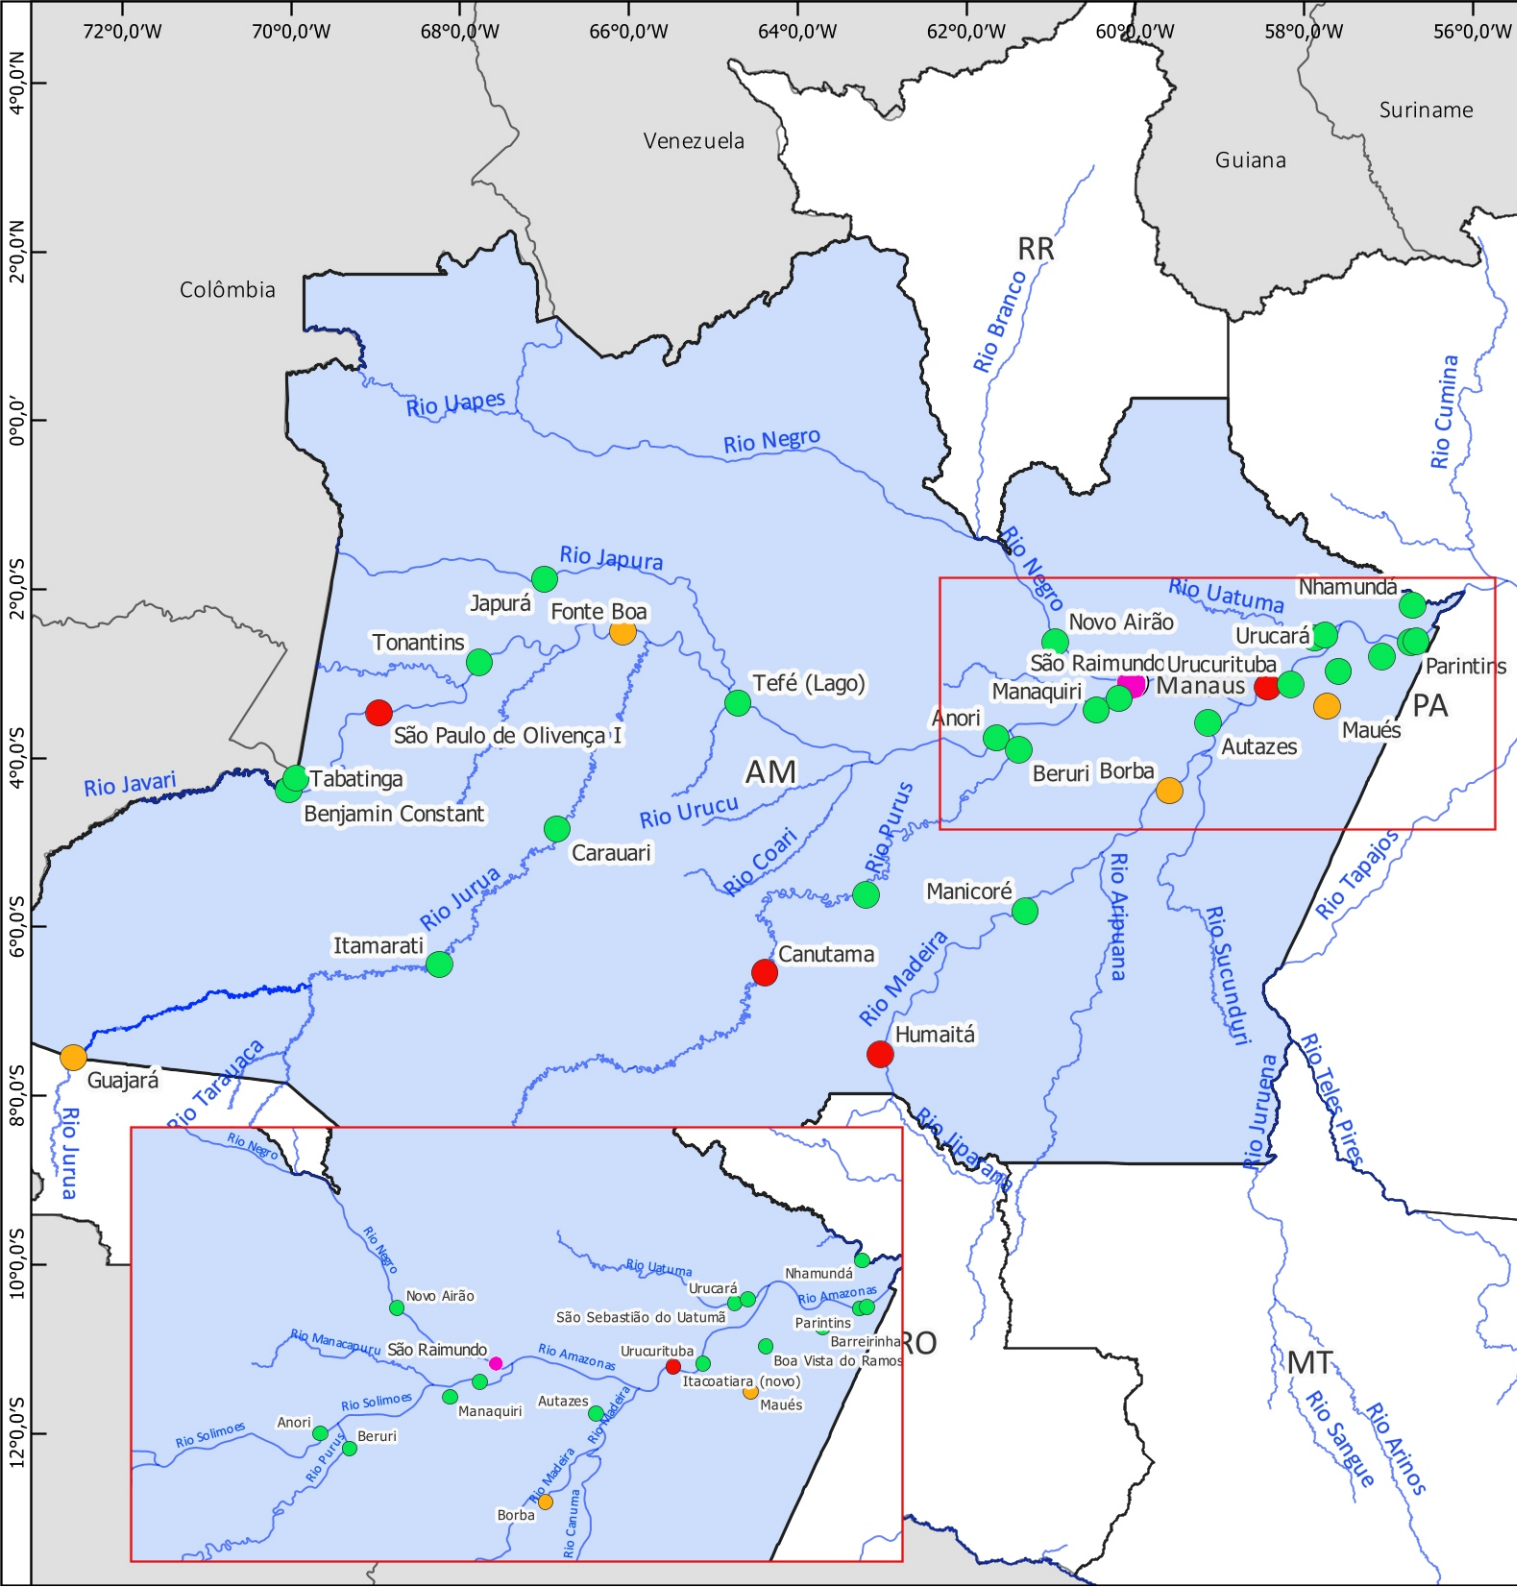 72°0,0'W
70°0,0'W
68°0,0'W
66°0,0'W
64°0,0'W
62°0,0'W
60°0,0'W
58°0,0'W
56°0,0'W
4°0,0'N
2°0,0'N
0°0,0'
2°0,0'S
4°0,0'S
6°0,0'S
8°0,0'S
10°0,0'S
12°0,0'S
Suriname
Venezuela
Guiana
RR
Colômbia
Rio Branco
Rio Cumina
Rio Uapes
Rio Negro
Rio Negro
Rio Japura
Japurá
Fonte Boa
Rio Uatuma
Nhamundá
Novo Airão
Urucará
Tonantins
São Raimundo
Urucurituba
Parintins
Tefé (Lago)
Manaquiri
Manaus
PA
Anori
São Paulo de Olivença I
Maués
Autazes
AM
Beruri
Borba
Tabatinga
Rio Javari
Benjamin Constant
Rio Urucu
Rio Purus
Carauari
Rio Coari
Rio Tapajos
Rio Jurua
Manicoré
Rio Aripuana
Rio Sucunduri
Itamarati
Canutama
Rio Madeira
Humaitá
Guajará
Rio Tarauaca
Rio Jurua
Rio Jiparana
Rio Juruena
Rio Teles Pires
RO
MT
Rio Sangue
Rio Arinos
Rio Negro
Rio Negro
Rio Uatuma
Nhamundá
Urucará
Rio Amazonas
Novo Airão
São Sebastião do Uatumã
Parintins
Rio Manacapuru
São Raimundo
Rio Amazonas
Urucurituba
Barreirinha
Boa Vista do Ramos
Itacoatiara (novo)
Rio Solimoes
Manaquiri
Autazes
Maués
Anori
Rio Solimoes
Beruri
Rio Purus
Rio Madeira
Rio Madeira
Borba
Rio Canuma